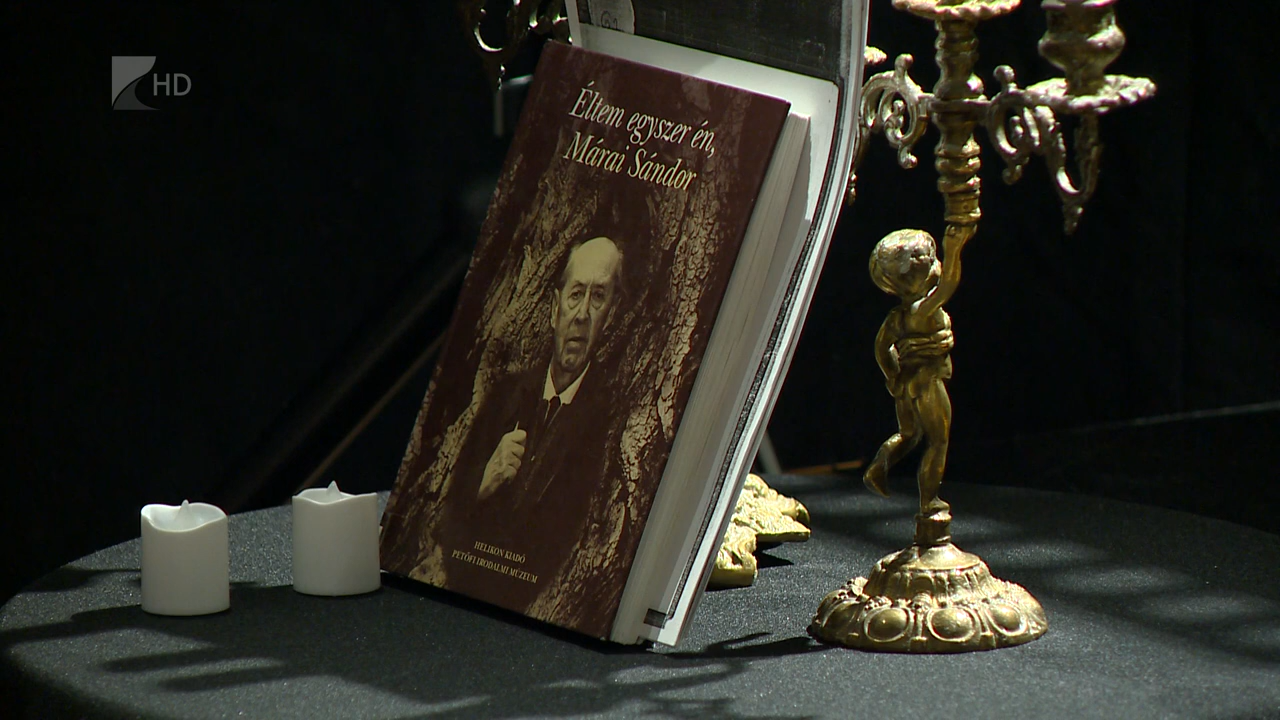 HD
Éltem egyszer én,
Márai Sándor
HELIKON KIADÓ
PETŐFI IRODALMI MÚZEUM